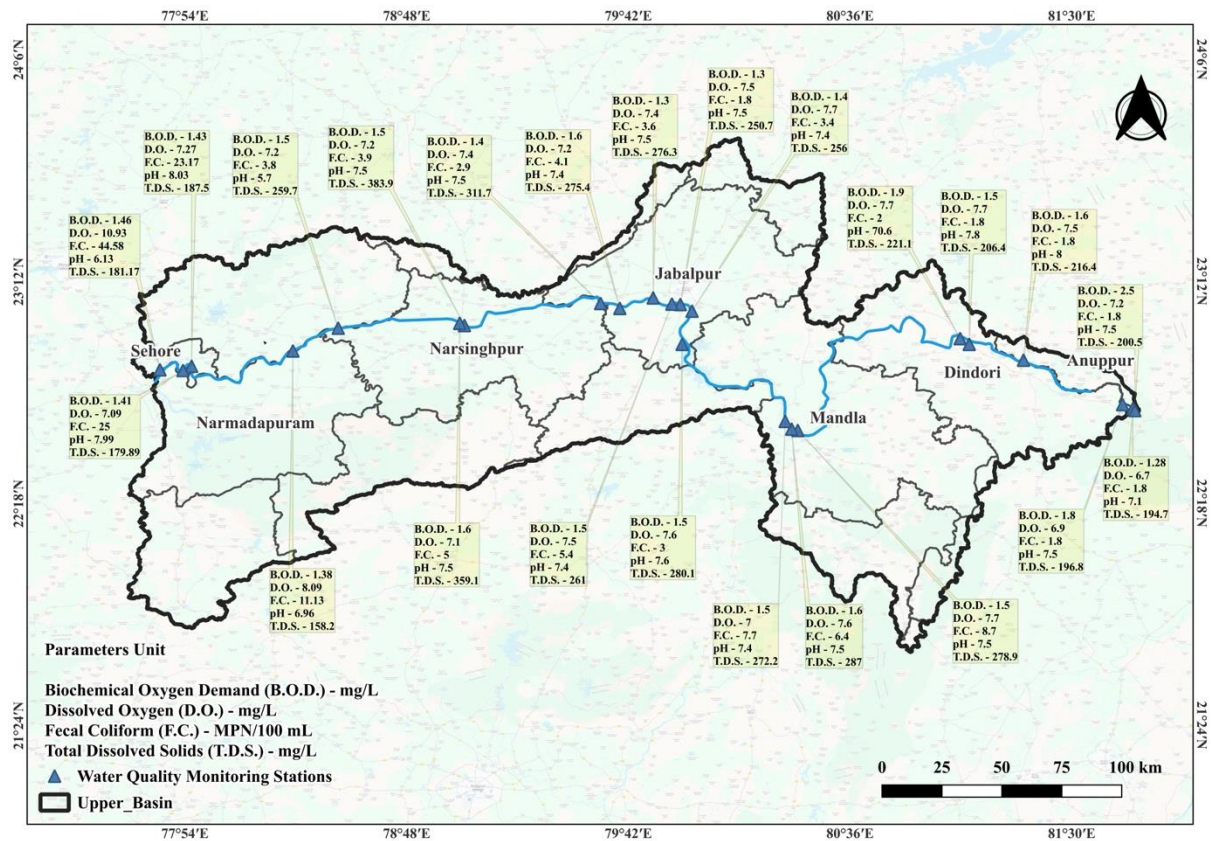 77°54′E 78°48′E 79°42′E 80°36′E 81°30′E
24°6′N
24°6′N
B.O.D. - 1.3
D.O. - 7.5
F.C. - 1.8
pH - 7.5
T.D.S. - 250.7
B.O.D. - 1.4
D.O. - 7.7
F.C. - 3.4
pH - 7.4
T.D.S. - 256
B.O.D. - 1.3
D.O. - 7.4
F.C. - 3.6
pH - 7.5
T.D.S. - 276.3
B.O.D. - 1.43
D.O. - 7.27
F.C. - 23.17
pH - 8.03
T.D.S. - 187.5
B.O.D. - 1.5
D.O. - 7.2
F.C. - 3.8
pH - 5.7
T.D.S. - 259.7
B.O.D. - 1.5
D.O. - 7.2
F.C. - 3.9
pH - 7.5
T.D.S. - 383.9
B.O.D. - 1.4
D.O. - 7.4
F.C. - 2.9
pH - 7.5
T.D.S. - 311.7
B.O.D. - 1.6
D.O. - 7.2
F.C. - 4.1
pH - 7.4
T.D.S. - 275.4
B.O.D. - 1.9
D.O. - 7.7
F.C. - 2
pH - 70.6
T.D.S. - 221.1
B.O.D. - 1.5
D.O. - 7.7
F.C. - 1.8
pH - 7.8
T.D.S. - 206.4
B.O.D. - 1.6
D.O. - 7.5
F.C. - 1.8
pH - 8
T.D.S. - 216.4
B.O.D. - 1.46
D.O. - 10.93
F.C. - 44.58
pH - 6.13
T.D.S. - 181.17
B.O.D. - 2.5
D.O. - 7.2
F.C. - 1.8
pH - 7.5
T.D.S. - 200.5
23°12′N
23°12′N
Jabalpur
Sehore
Narsinghpur
Dindori
Anuppur
Narmadapuram
Mandla
B.O.D. - 1.41
D.O. - 7.09
F.C. - 25
pH - 7.99
T.D.S. - 179.89
B.O.D. - 1.28
D.O. - 6.7
F.C. - 1.8
pH - 7.1
T.D.S. - 194.7
22°18′N
22°18′N
B.O.D. - 1.8
D.O. - 6.9
F.C. - 1.8
pH - 7.5
T.D.S. - 196.8
B.O.D. - 1.6
D.O. - 7.1
F.C. - 5
pH - 7.5
T.D.S. - 359.1
B.O.D. - 1.5
D.O. - 7.5
F.C. - 5.4
pH - 7.4
T.D.S. - 261
B.O.D. - 1.5
D.O. - 7.6
F.C. - 3
pH - 7.6
T.D.S. - 280.1
B.O.D. - 1.38
D.O. - 8.09
F.C. - 11.13
pH - 6.96
T.D.S. - 158.2
B.O.D. - 1.5
D.O. - 7
F.C. - 7.7
pH - 7.4
T.D.S. - 272.2
B.O.D. - 1.6
D.O. - 7.6
F.C. - 6.4
pH - 7.5
T.D.S. - 287
B.O.D. - 1.5
D.O. - 7.7
F.C. - 8.7
pH - 7.5
T.D.S. - 278.9
Parameters Unit
Biochemical Oxygen Demand (B.O.D.) - mg/L
Dissolved Oxygen (D.O.) - mg/L
Fecal Coliform (F.C.) - MPN/100 mL
Total Dissolved Solids (T.D.S.) - mg/L
Water Quality Monitoring Stations
Upper_Basin
21°24′N
21°24′N
0 25 50 75 100 km
77°54′E 78°48′E 79°42′E 80°36′E 81°30′E